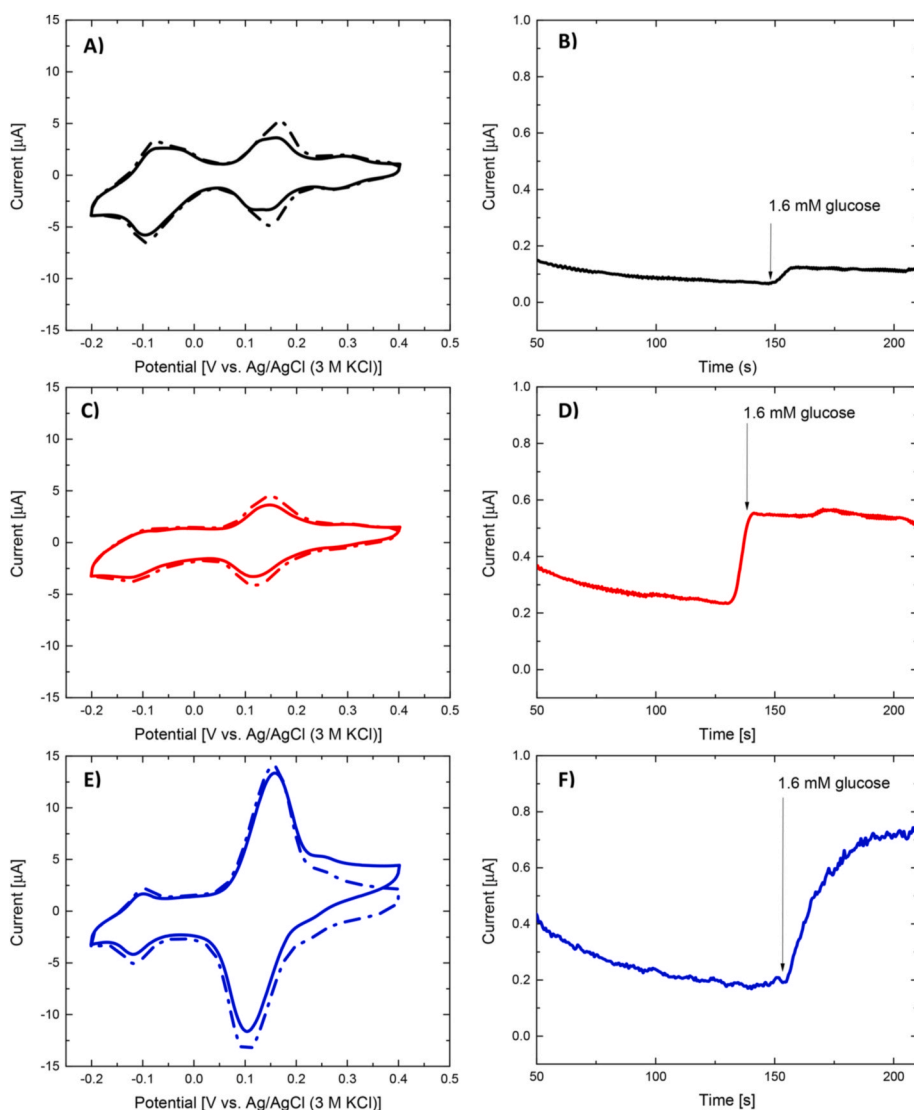 A)
15
10
5
0
-5
-10
-15
Current [µA]
-0.2 -0.1 0.0 0.1 0.2 0.3 0.4 0.5
Potential [V vs. Ag/AgCl (3 M KCl)]
B)
1.0
0.8
0.6
0.4
0.2
0.0
Current [µA]
1.6 mM glucose
50 100 150 200
Time (s)
C)
15
10
5
0
-5
-10
-15
Current [µA]
-0.2 -0.1 0.0 0.1 0.2 0.3 0.4 0.5
Potential [V vs. Ag/AgCl (3 M KCl)]
D)
1.0
0.8
0.6
0.4
0.2
0.0
Current [µA]
1.6 mM glucose
50 100 150 200
Time [s]
E)
15
10
5
0
-5
-10
-15
Current [µA]
-0.2 -0.1 0.0 0.1 0.2 0.3 0.4 0.5
Potential [V vs. Ag/AgCl (3 M KCl)]
F)
1.0
0.8
0.6
0.4
0.2
0.0
Current [µA]
1.6 mM glucose
50 100 150 200
Time [s]